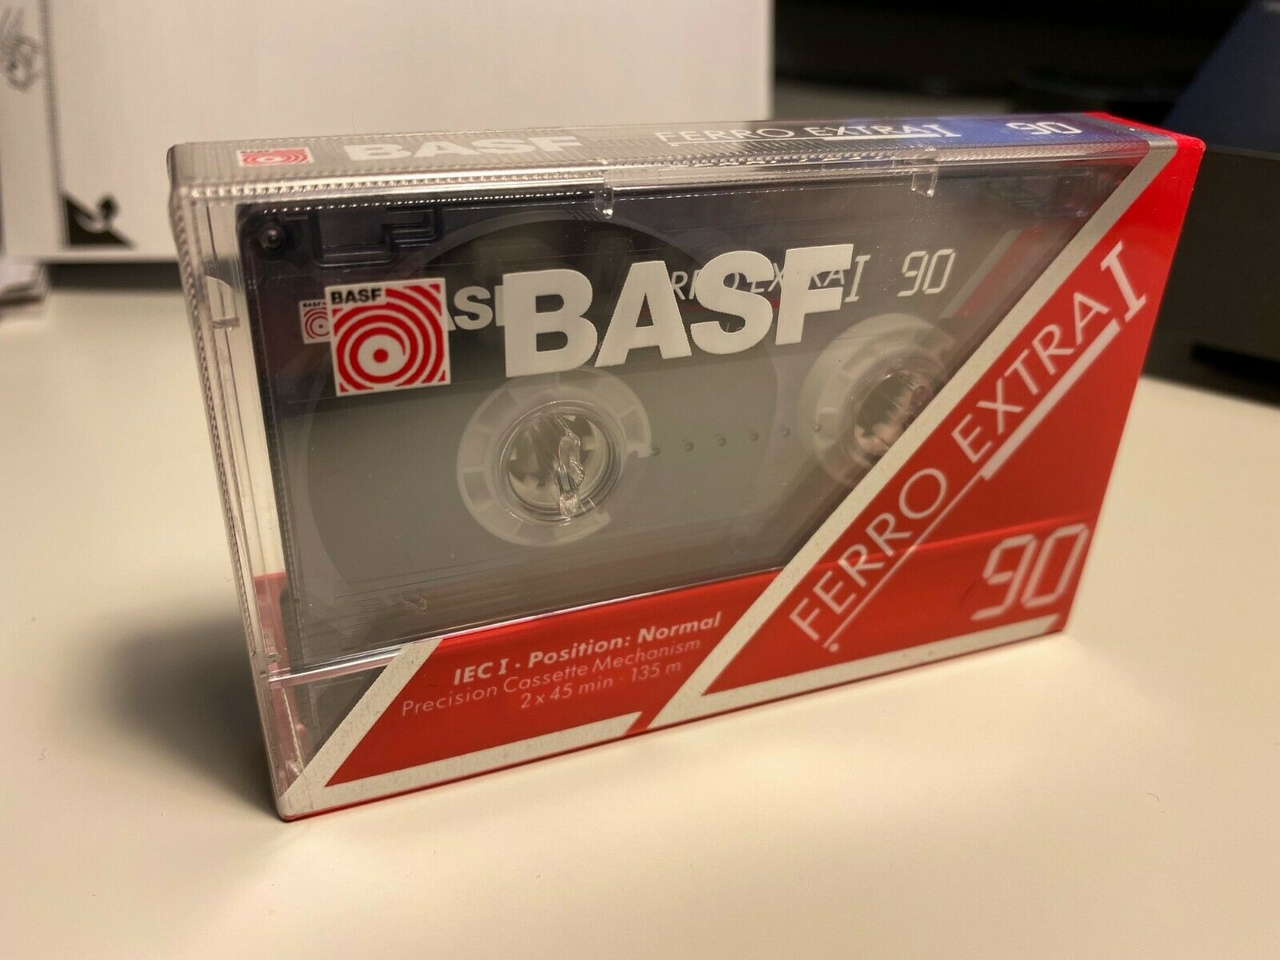 BASF FERRO EXTRA I 90
BASF
BASF
FERRO EXTRA I 90
BASF
FERRO EXTRA I
90
IEC I · Position: Normal
Precision Cassette Mechanism
2 x 45 min · 135 m